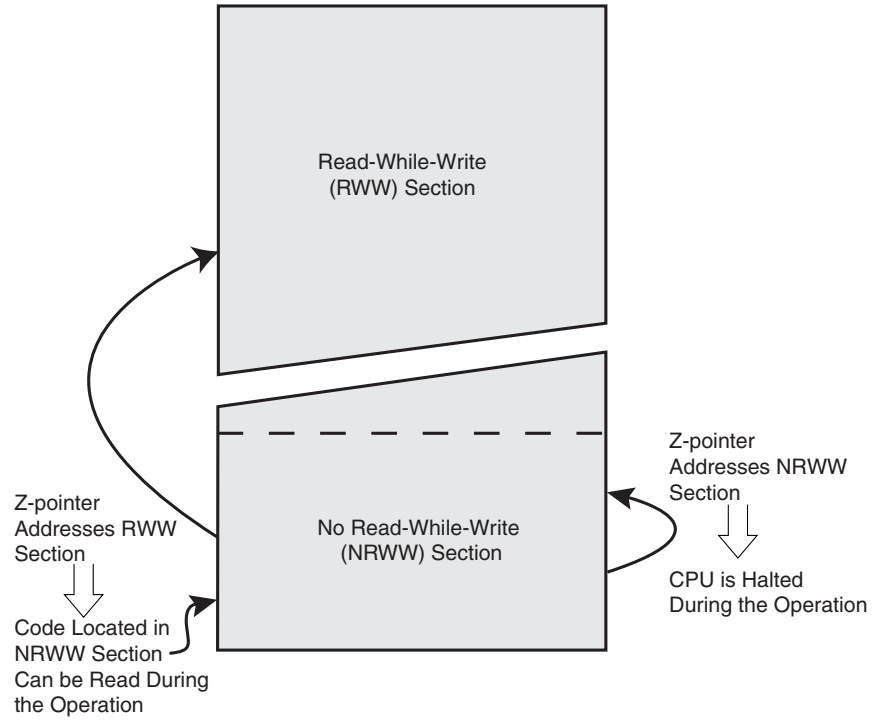 Read-While-Write
(RWW) Section
Z-pointer
Addresses NRWW
Section
Z-pointer
Addresses RWW
Section
No Read-While-Write
(NRWW) Section
CPU is Halted
During the Operation
Code Located in
NRWW Section
Can be Read During
the Operation